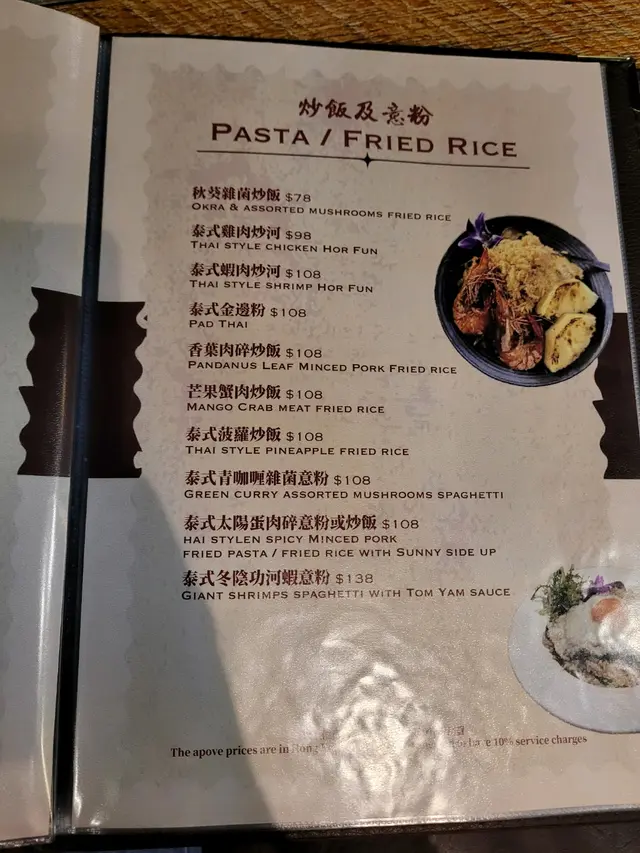 炒飯及意粉
PASTA / FRIED RICE
秋葵雜菌炒飯 $78
OKRA & ASSORTED MUSHROOMS FRIED RICE
泰式雞肉炒河 $98
THAI STYLE CHICKEN HOR FUN
泰式蝦肉炒河 $108
THAI STYLE SHRIMP HOR FUN
泰式金邊粉 $108
PAD THAI
香葉肉碎炒飯 $108
PANDANUS LEAF MINCED PORK FRIED RICE
芒果蟹肉炒飯 $108
MANGO CRAB MEAT FRIED RICE
泰式菠蘿炒飯 $108
THAI STYLE PINEAPPLE FRIED RICE
泰式青咖喱雜菌意粉 $108
GREEN CURRY ASSORTED MUSHROOMS SPAGHETTI
泰式太陽蛋肉碎意粉或炒飯 $108
HAI STYLEN SPICY MINCED PORK
FRIED PASTA / FRIED RICE WITH SUNNY SIDE UP
泰式冬陰功河蝦意粉 $138
GIANT SHRIMPS SPAGHETTI WITH TOM YAM SAUCE
The apove prices are in 10% service charges